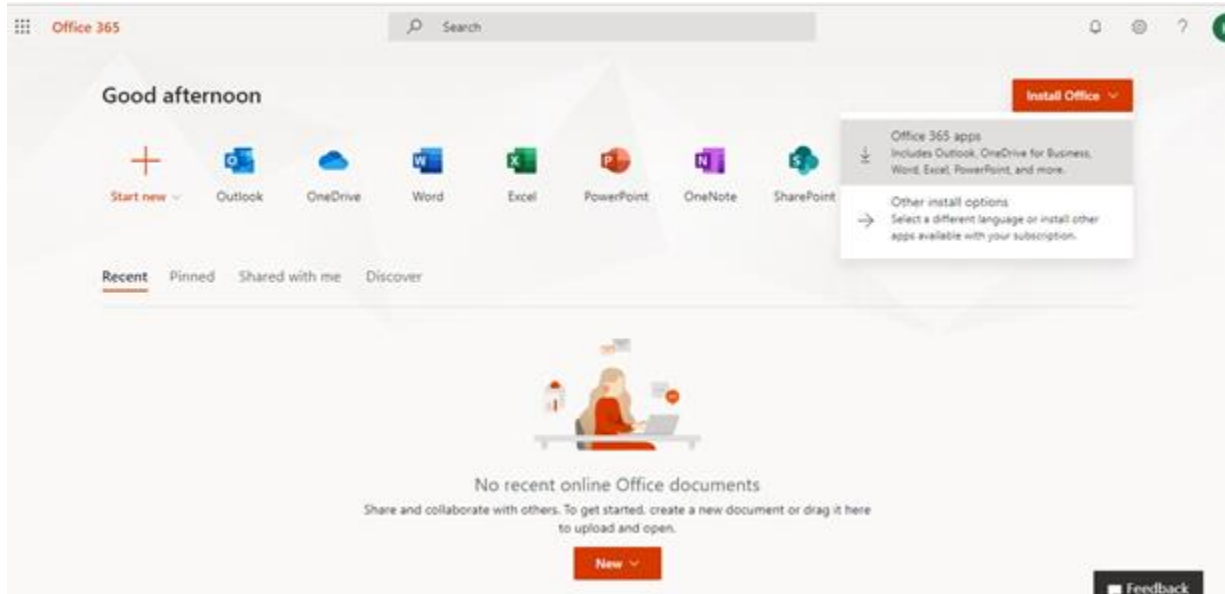 Office 365
Search
?
Good afternoon
Install Office
Office 365 apps
Includes Outlook, OneDrive for Business,
Word, Excel, PowerPoint, and more.
Other install options
Select a different language or install other
apps available with your subscription.
Start new
Outlook
OneDrive
Word
Excel
PowerPoint
OneNote
SharePoint
Recent Pinned Shared with me Discover
No recent online Office documents
Share and collaborate with others. To get started, create a new document or drag it here
to upload and open.
New
Feedback